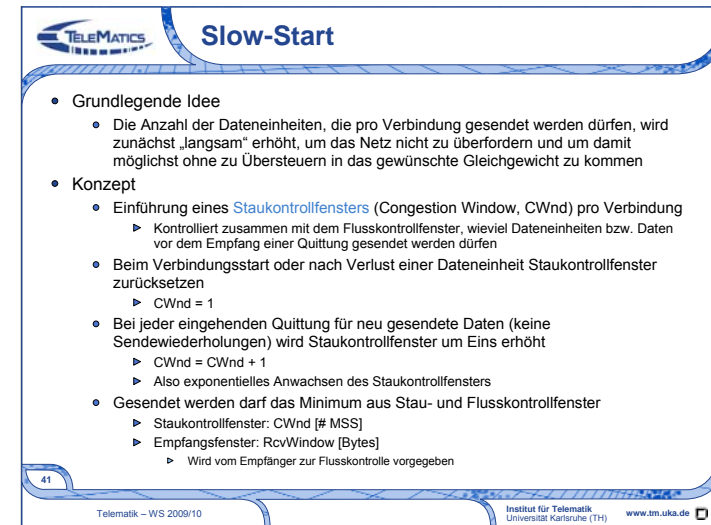 TELEMATICS
Slow-Start
Grundlegende Idee
Die Anzahl der Dateneinheiten, die pro Verbindung gesendet werden dürfen, wird
zunächst „langsam“ erhöht, um das Netz nicht zu überfordern und um damit
möglichst ohne zu Übersteuern in das gewünschte Gleichgewicht zu kommen
Konzept
Einführung eines Staukontrollfensters (Congestion Window, CWnd) pro Verbindung
Kontrolliert zusammen mit dem Flusskontrollfenster, wieviel Dateneinheiten bzw. Daten
vor dem Empfang einer Quittung gesendet werden dürfen
Beim Verbindungsstart oder nach Verlust einer Dateneinheit Staukontrollfenster
zurücksetzen
CWnd = 1
Bei jeder eingehenden Quittung für neu gesendete Daten (keine
Sendewiederholungen) wird Staukontrollfenster um Eins erhöht
CWnd = CWnd + 1
Also exponentielles Anwachsen des Staukontrollfensters
Gesendet werden darf das Minimum aus Stau- und Flusskontrollfenster
Staukontrollfenster: CWnd [# MSS]
Empfangsfenster: RcvWindow [Bytes]
Wird vom Empfänger zur Flusskontrolle vorgegeben
41
Telematik – WS 2009/10
Institut für Telematik
Universität Karlsruhe (TH)
www.tm.uka.de